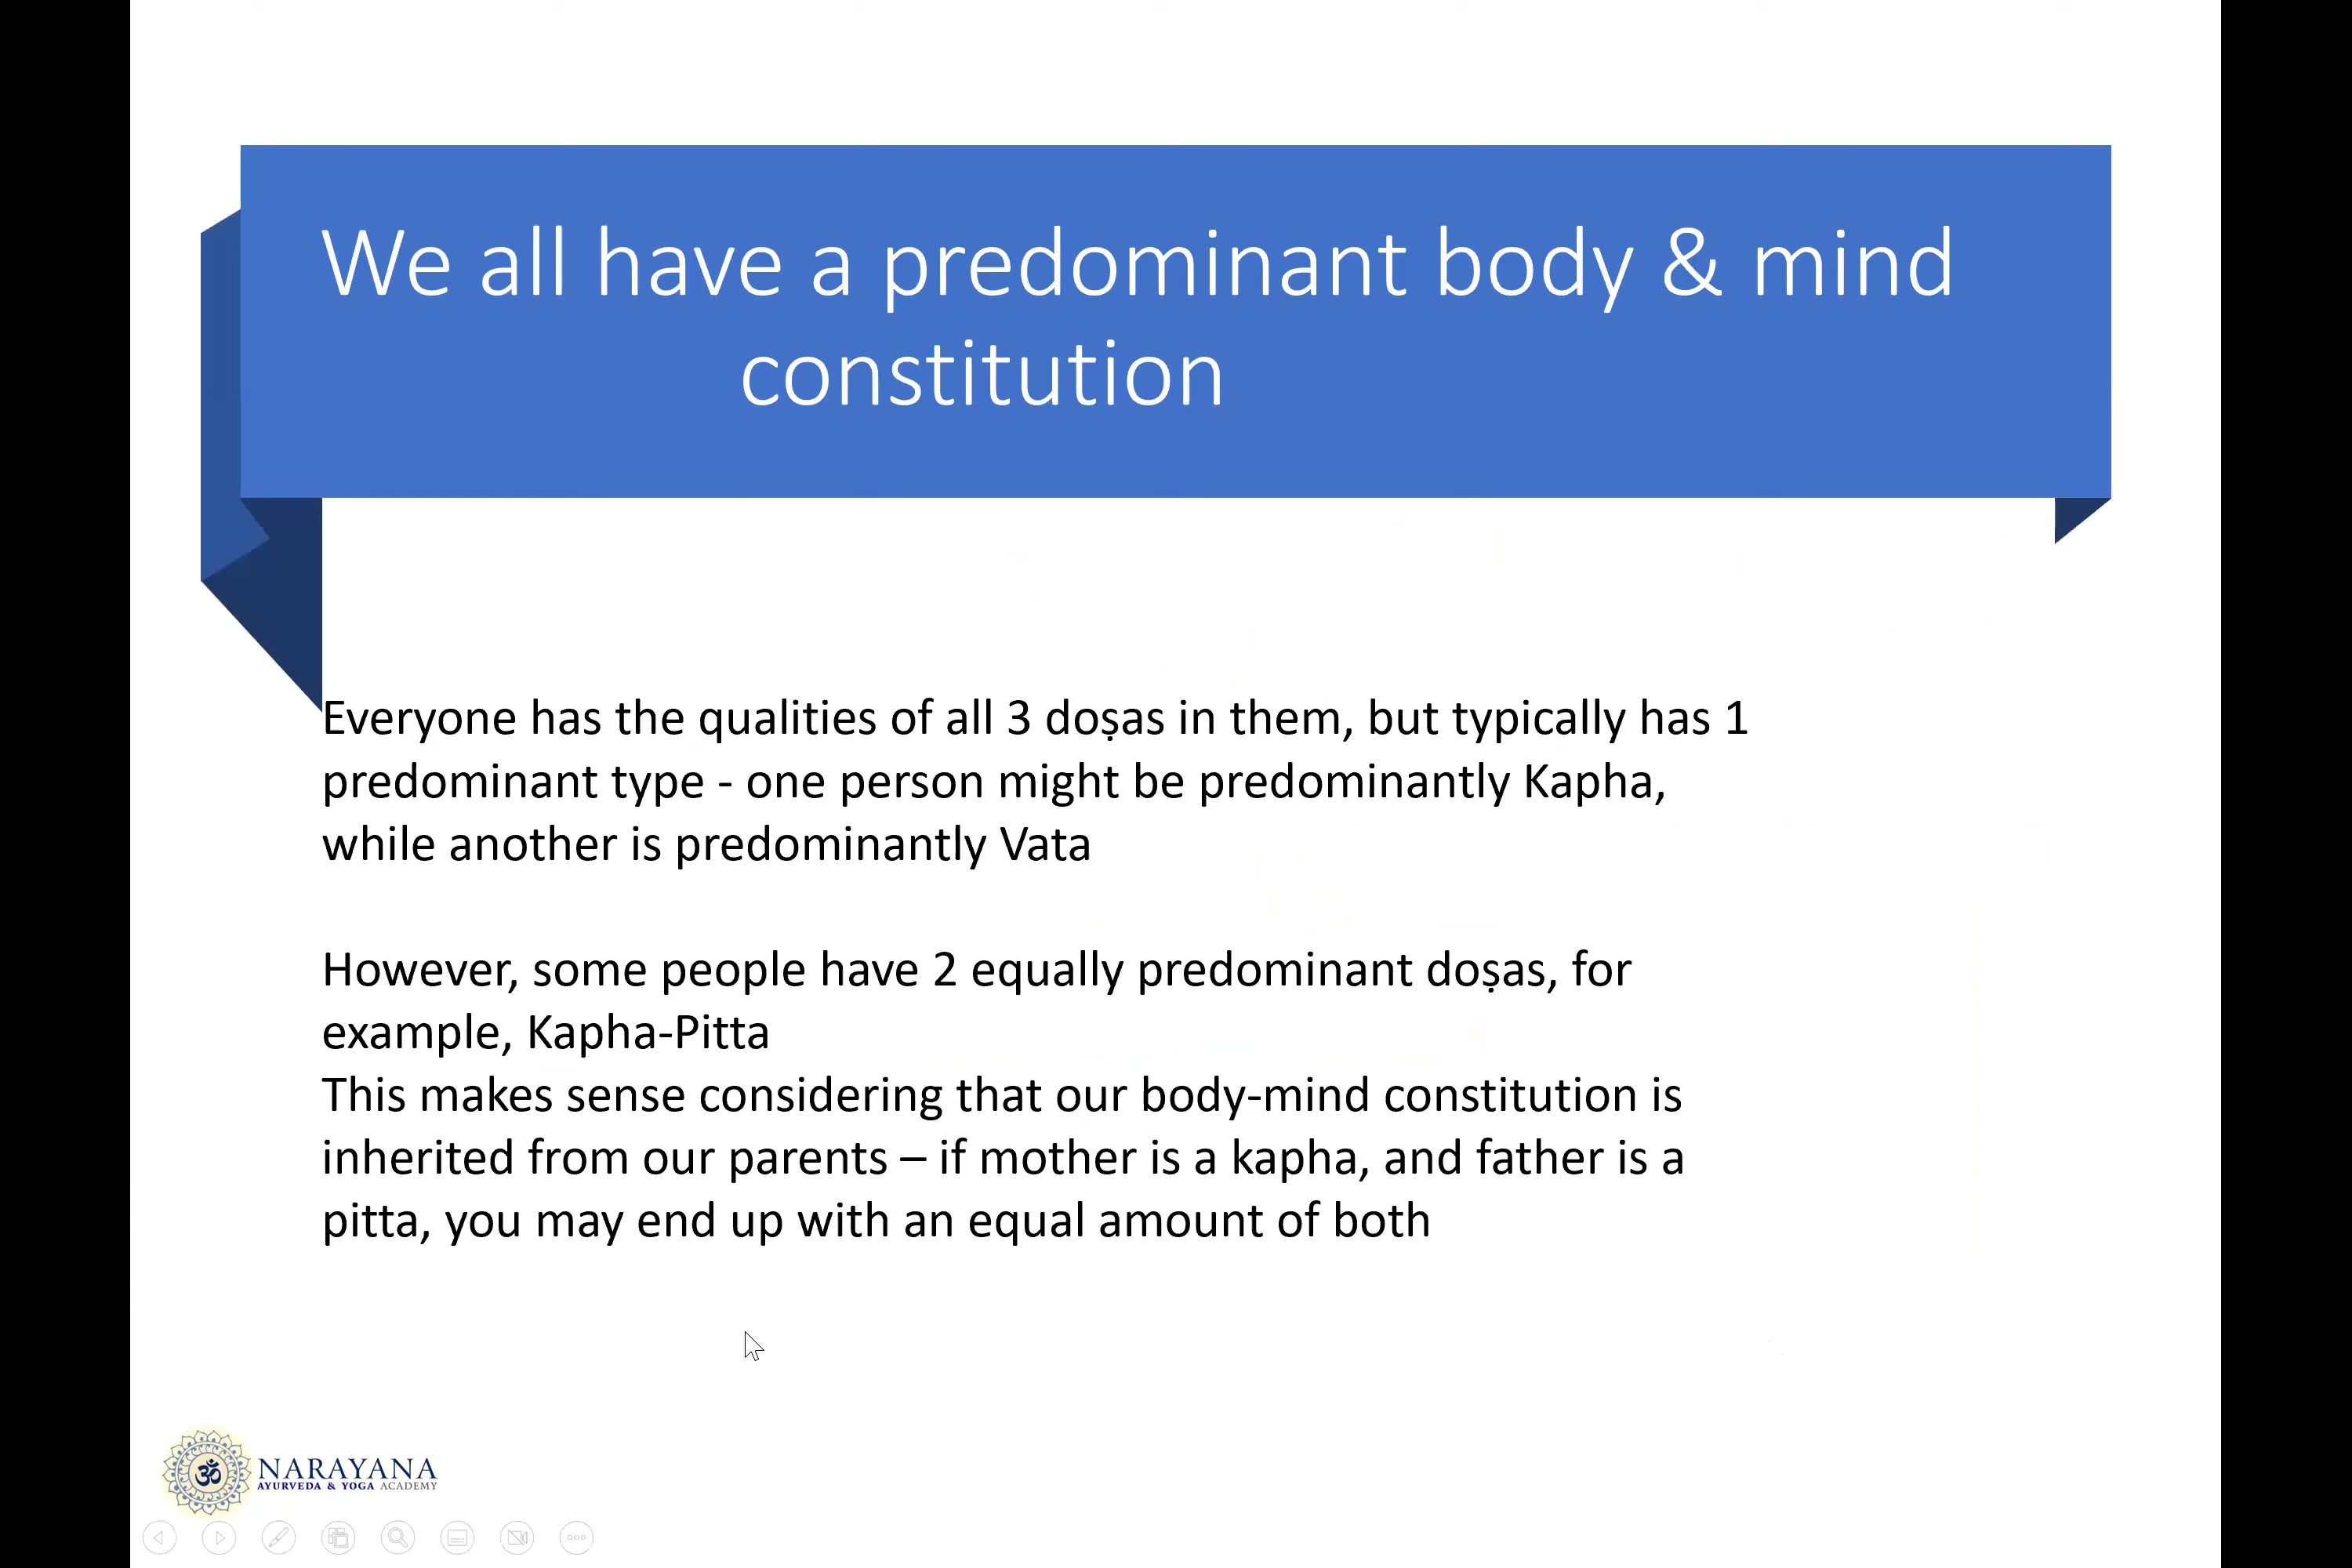 We all have a predominant body & mind
constitution
Everyone has the qualities of all 3 doṣas in them, but typically has 1
predominant type - one person might be predominantly Kapha,
while another is predominantly Vata
However, some people have 2 equally predominant doṣas, for
example, Kapha-Pitta
This makes sense considering that our body-mind constitution is
inherited from our parents – if mother is a kapha, and father is a
pitta, you may end up with an equal amount of both
ॐ
NARAYANA
AYURVEDA & YOGA ACADEMY